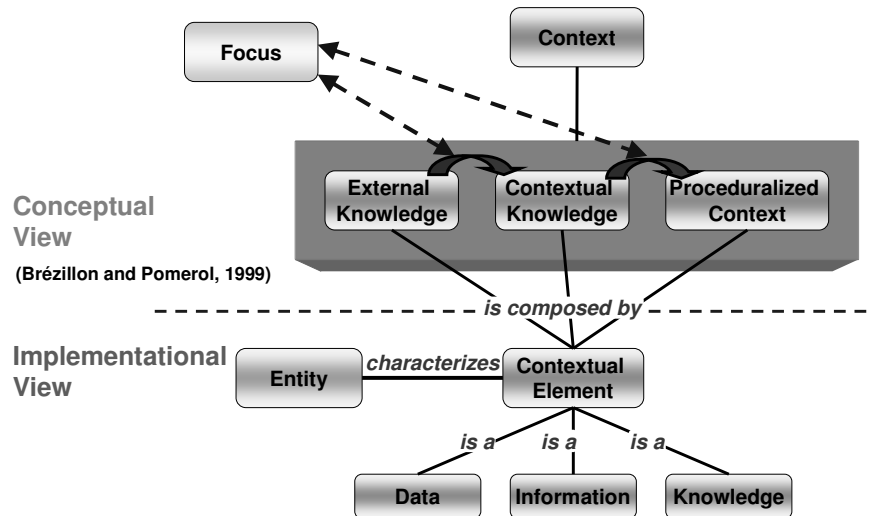 Focus
Context
External
Knowledge
Contextual
Knowledge
Proceduralized
Context
Conceptual
View
(Brézillon and Pomerol, 1999)
is composed by
Implementational
View
Entity
characterizes
Contextual
Element
is a
is a
is a
Data
Information
Knowledge